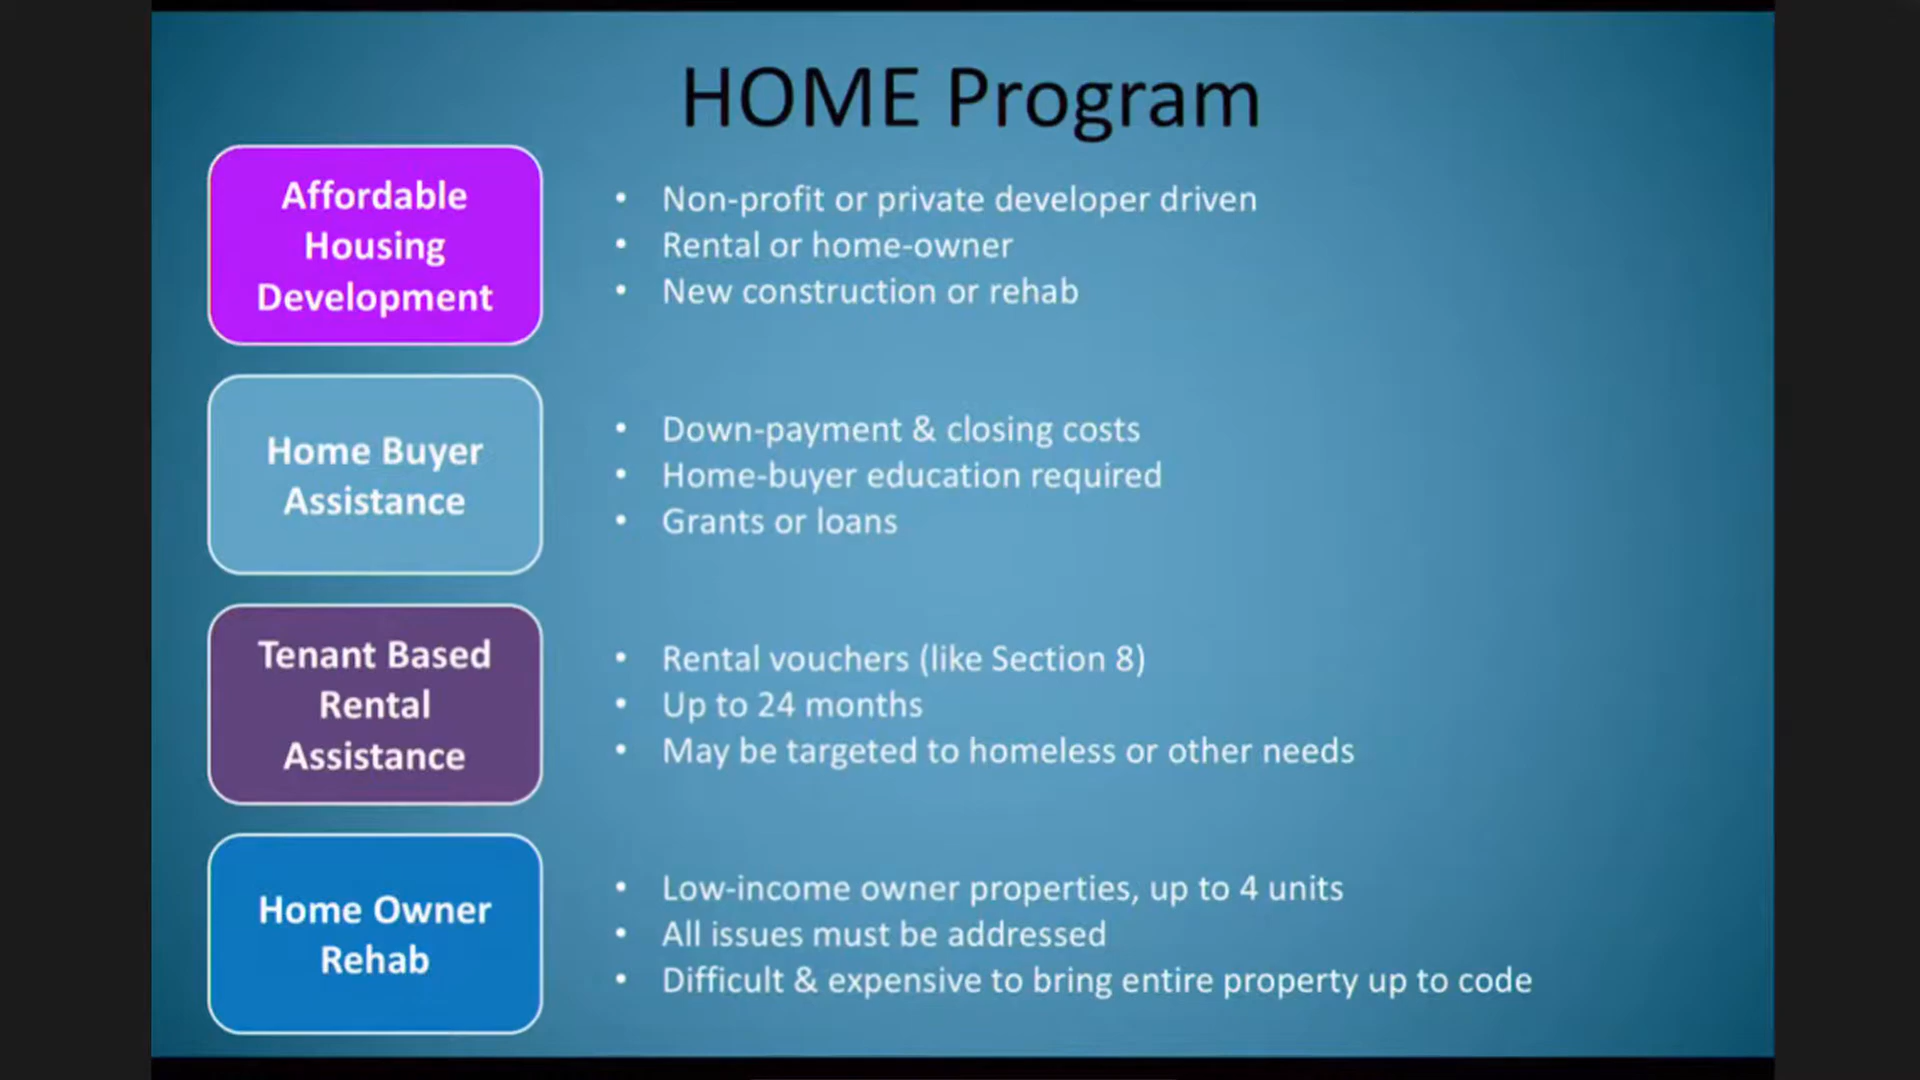 HOME Program
Affordable
Housing
Development
• Non-profit or private developer driven
• Rental or home-owner
• New construction or rehab
Home Buyer
Assistance
• Down-payment & closing costs
• Home-buyer education required
• Grants or loans
Tenant Based
Rental
Assistance
• Rental vouchers (like Section 8)
• Up to 24 months
• May be targeted to homeless or other needs
Home Owner
Rehab
• Low-income owner properties, up to 4 units
• All issues must be addressed
• Difficult & expensive to bring entire property up to code